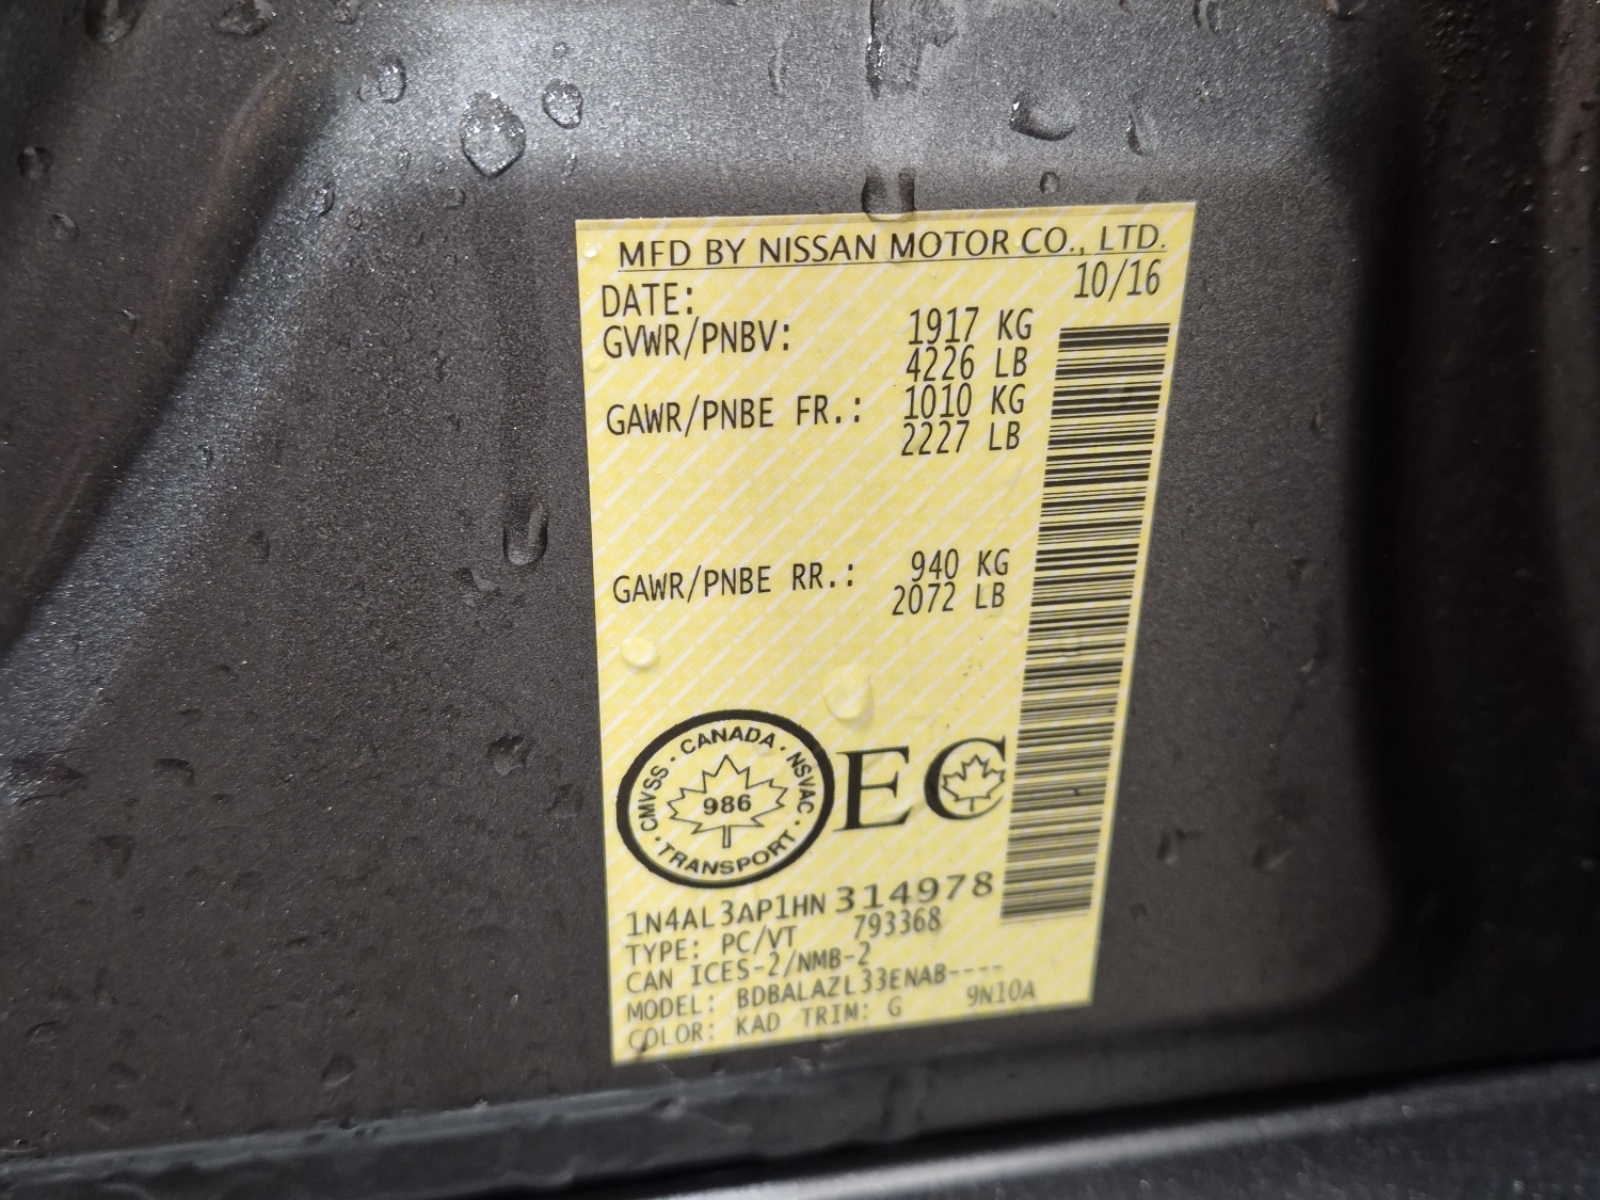 MFD BY NISSAN MOTOR CO., LTD.
DATE: 10/16
GVWR/PNBV: 1917 KG
4226 LB
GAWR/PNBE FR.: 1010 KG
2227 LB
GAWR/PNBE RR.: 940 KG
2072 LB
· CANADA · NSVAC · TRANSPORT · CMVSS
986
EC
1N4AL3AP1HN314978
TYPE: PC/VT 793368
CAN ICES-2/NMB-2
MODEL: BDBALAZL33ENAB----
COLOR: KAD TRIM: G 9N10A